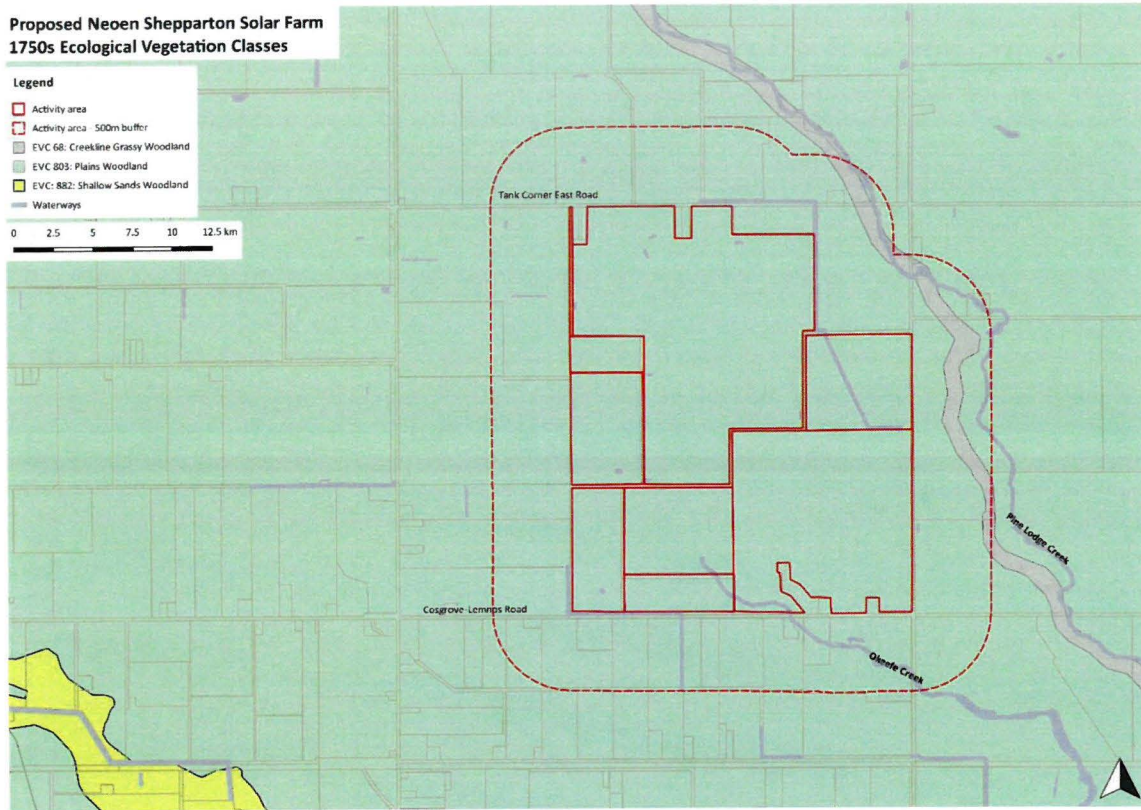 Proposed Neoen Shepparton Solar Farm
1750s Ecological Vegetation Classes
Legend
Activity area
Activity area - 500m buffer
EVC 68: Creekline Grassy Woodland
EVC 803: Plains Woodland
EVC: 882: Shallow Sands Woodland
Waterways
0 2.5 5 7.5 10 12.5 km
Tank Corner East Road
Pine Lodge Creek
Cosgrove-Lemnos Road
Okeefe Creek